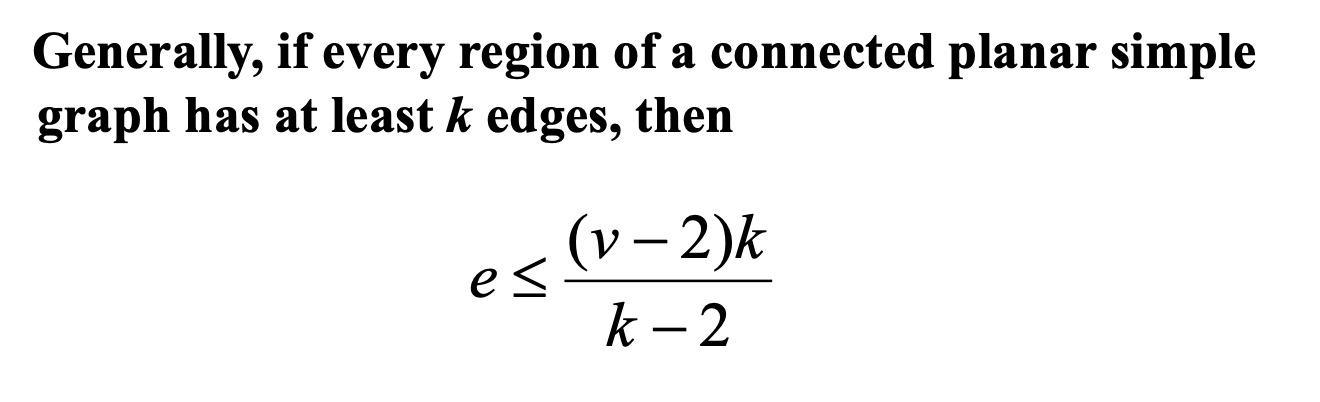 Generally, if every region of a connected planar simple
graph has at least k edges, then
e ≤ (v – 2)k / k – 2